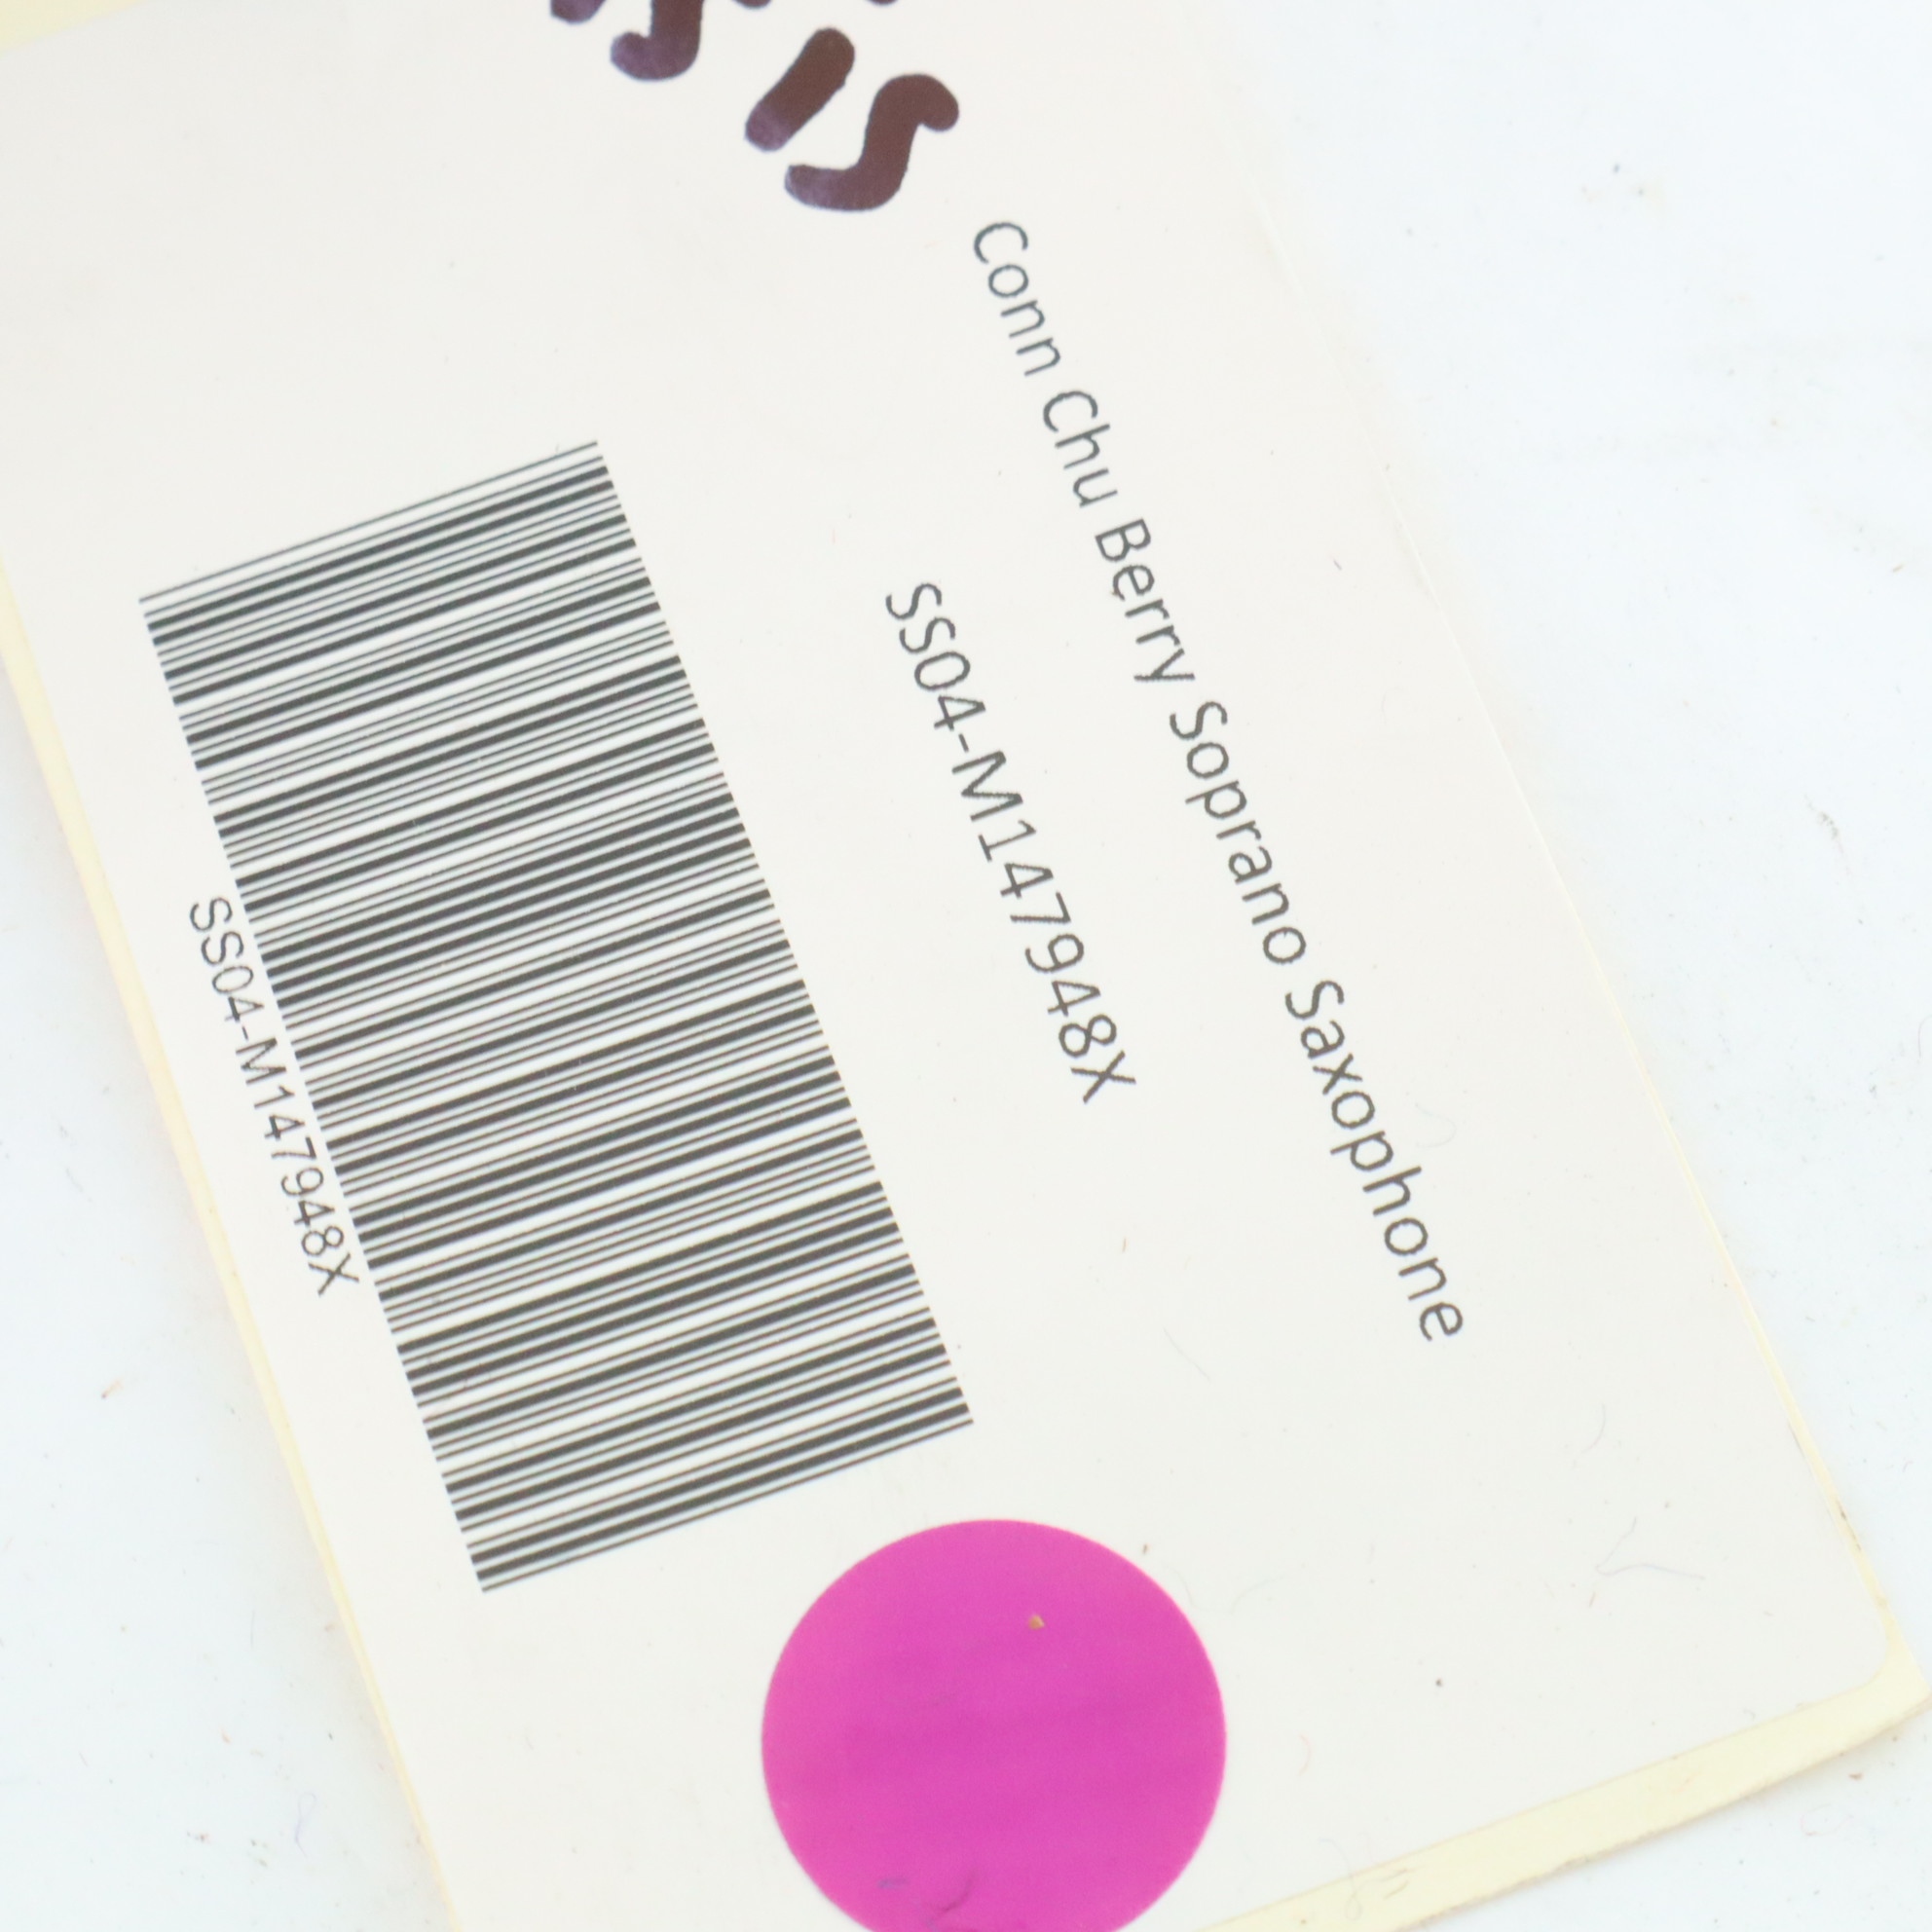 Conn Chu Berry Soprano Saxophone
SS04-M147948X
SS04-M147948X